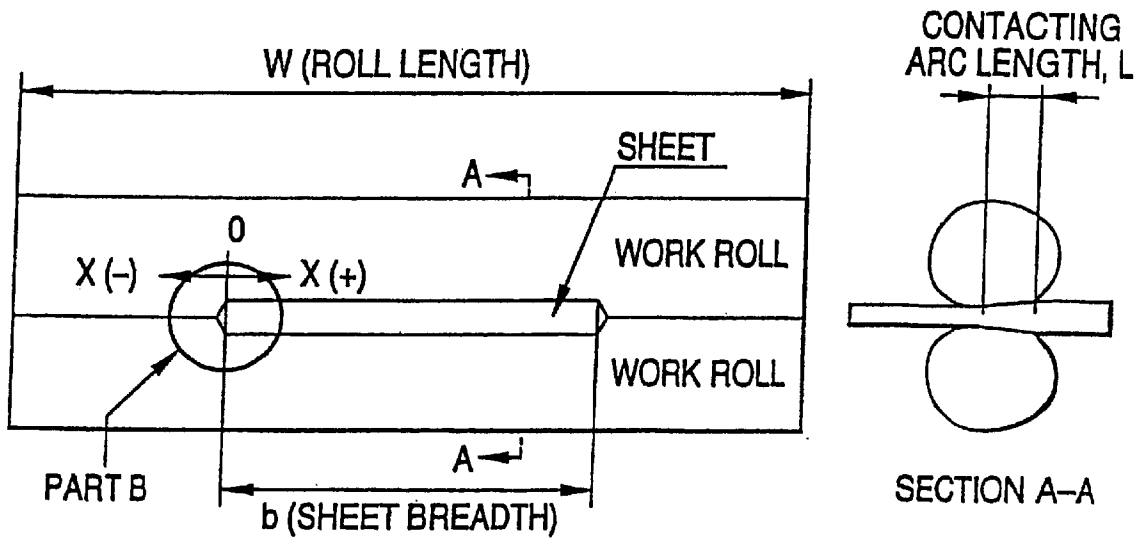 W (ROLL LENGTH)
CONTACTING
ARC LENGTH, L
A
SHEET
0
X (–)
X (+)
WORK ROLL
WORK ROLL
A
PART B
b (SHEET BREADTH)
SECTION A–A